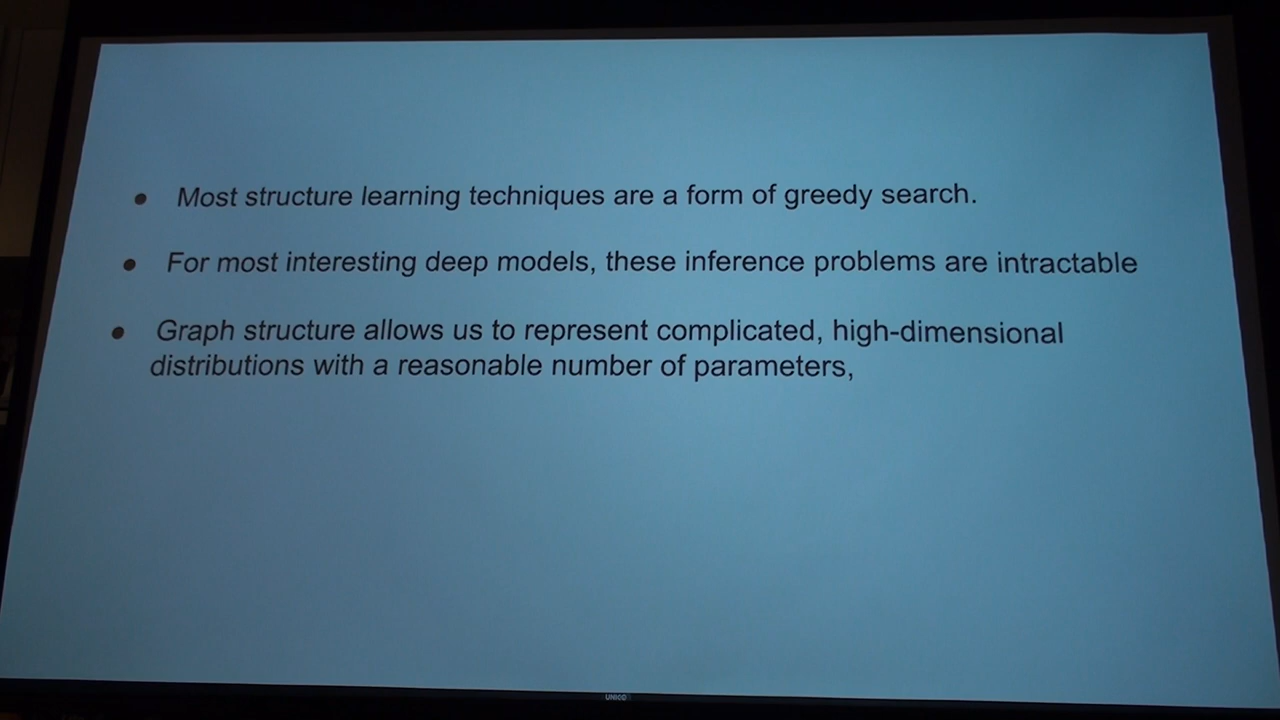 • Most structure learning techniques are a form of greedy search.
• For most interesting deep models, these inference problems are intractable
• Graph structure allows us to represent complicated, high-dimensional
distributions with a reasonable number of parameters,
UNICO